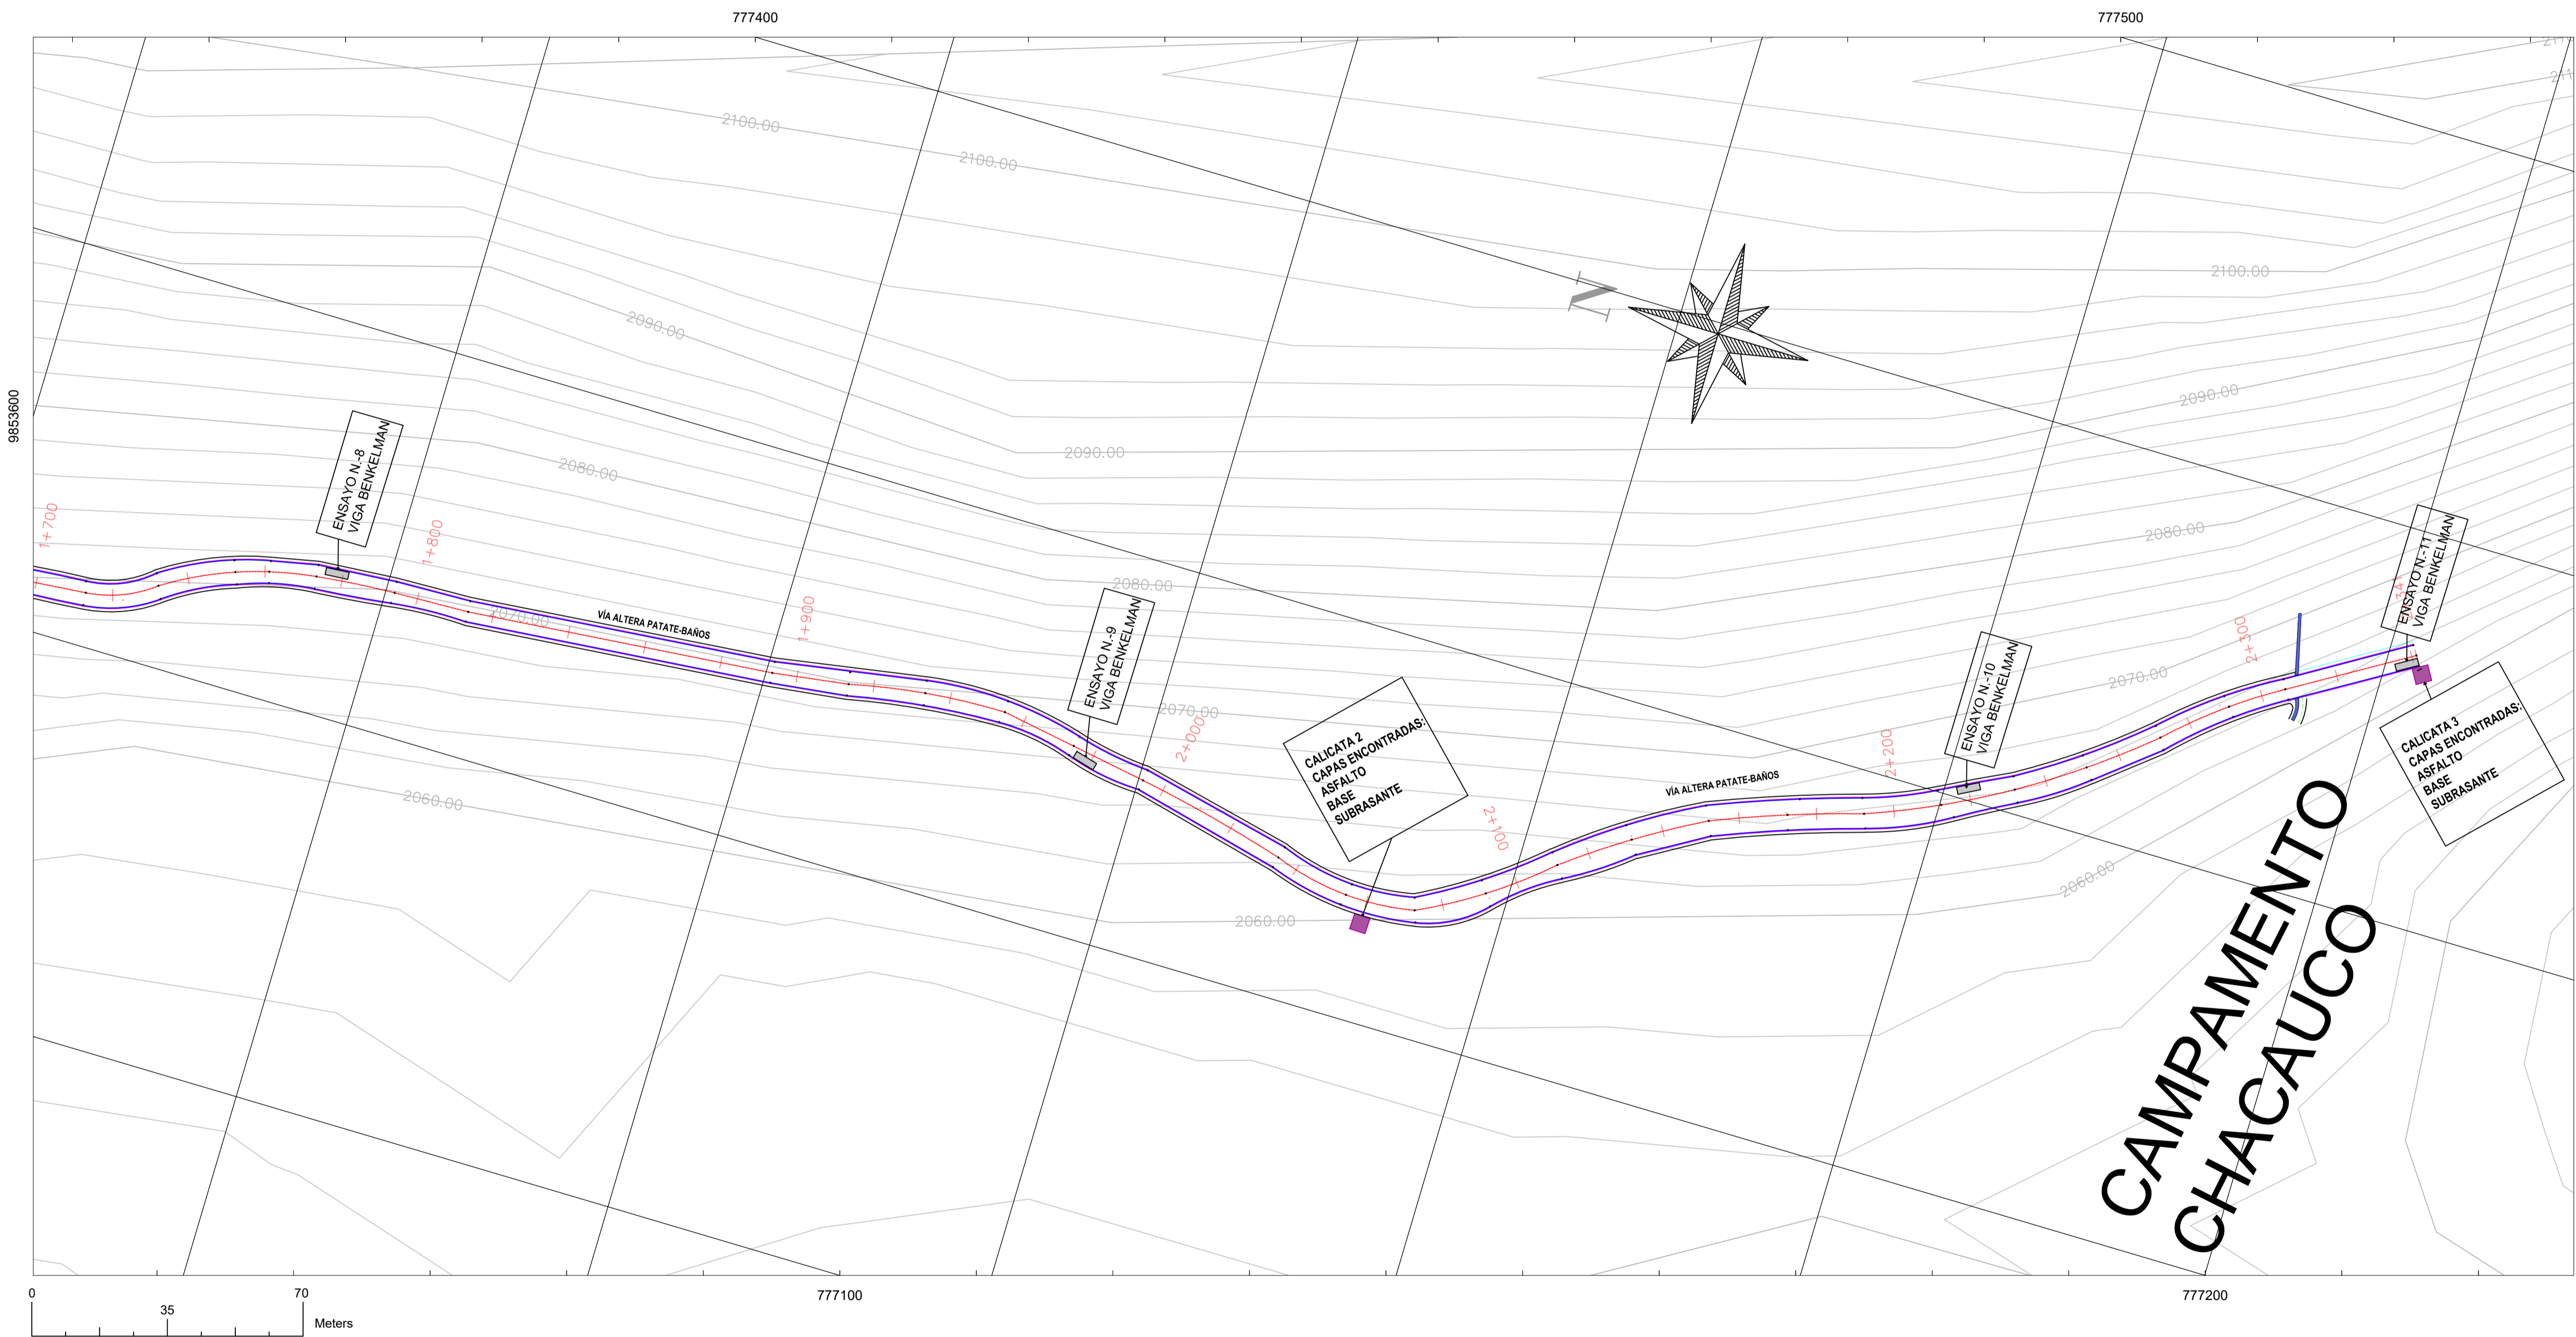 777400
777500
9853600
2100.00
2100.00
2100.00
N
2090.00
2090.00
2090.00
2080.00
2080.00
2080.00
2070.00
2070.00
2070.00
2060.00
2060.00
2060.00
1+700
ENSAYO N.-8
VIGA BENKELMAN
1+800
VÍA ALTERA PATATE-BAÑOS
1+900
ENSAYO N.-9
VIGA BENKELMAN
2+000
CALICATA 2
CAPAS ENCONTRADAS:
ASFALTO
BASE
SUBRASANTE
2+100
VÍA ALTERA PATATE-BAÑOS
2+200
ENSAYO N.-10
VIGA BENKELMAN
2+300
ENSAYO N.-11
VIGA BENKELMAN
CALICATA 3
CAPAS ENCONTRADAS:
ASFALTO
BASE
SUBRASANTE
CAMPAMENTO
CHACAUCO
0
35
70
Meters
777100
777200